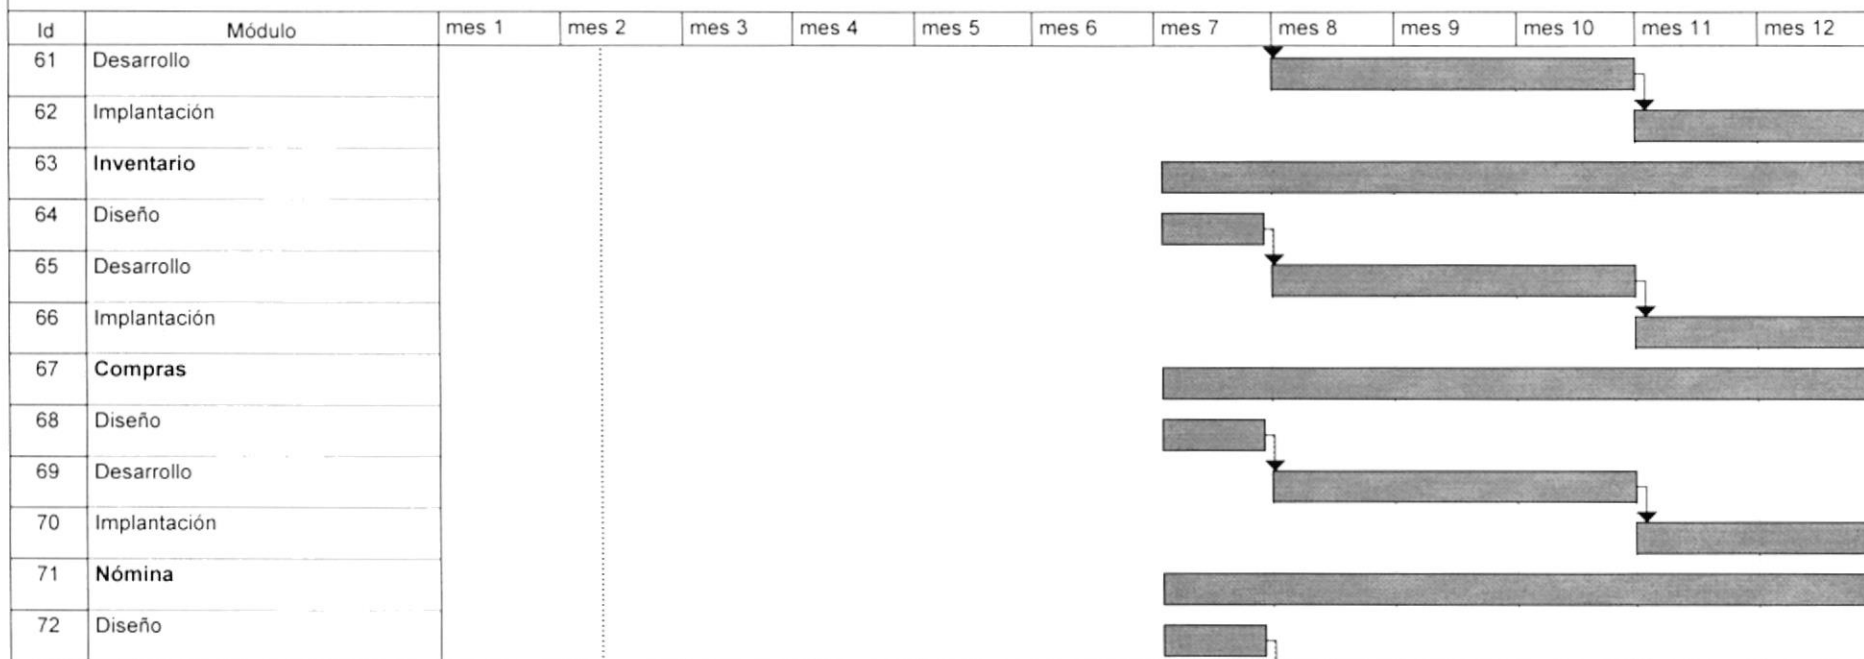 Id Módulo mes 1 mes 2 mes 3 mes 4 mes 5 mes 6 mes 7 mes 8 mes 9 mes 10 mes 11 mes 12
61 Desarrollo
62 Implantación
63 Inventario
64 Diseño
65 Desarrollo
66 Implantación
67 Compras
68 Diseño
69 Desarrollo
70 Implantación
71 Nómina
72 Diseño